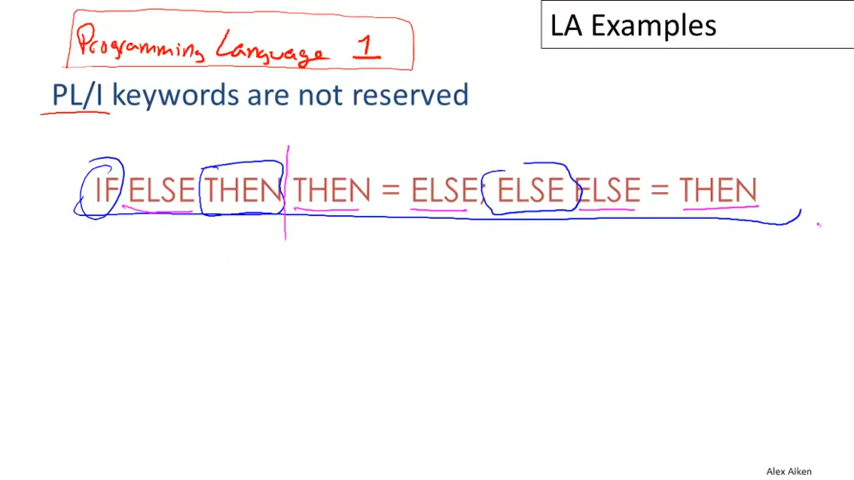 LA Examples
Programming Language 1
PL/I keywords are not reserved
IF ELSE THEN THEN = ELSE; ELSE ELSE = THEN
Alex Aiken